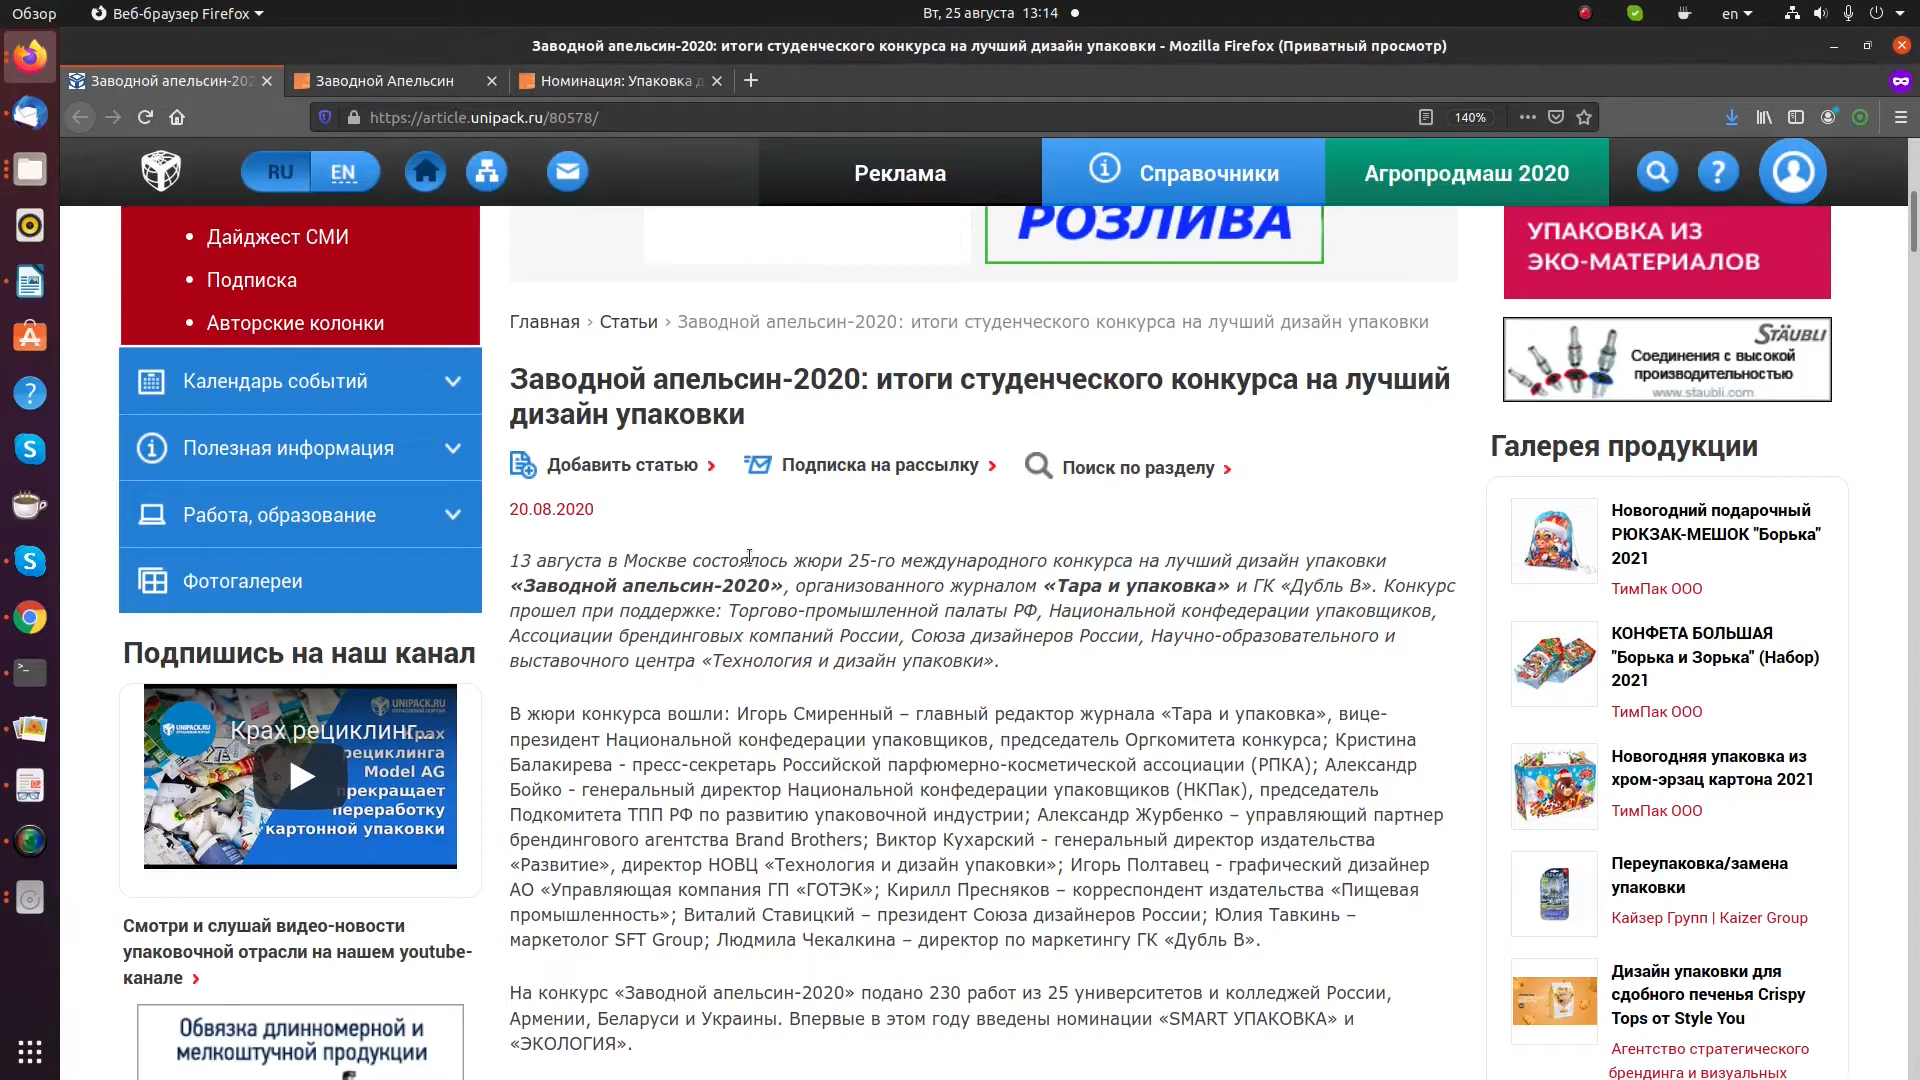 Обзор
Веб-браузер Firefox
Вт, 25 августа 13:14
en
Заводной апельсин-2020: итоги студенческого конкурса на лучший дизайн упаковки - Mozilla Firefox (Приватный просмотр)
Заводной апельсин-202
Заводной Апельсин
Номинация: Упаковка д
https://article.unipack.ru/80578/
140%
RU
EN
Реклама
Справочники
Агропродмаш 2020
Дайджест СМИ
Подписка
Авторские колонки
Календарь событий
Полезная информация
Работа, образование
Фотогалереи
Подпишись на наш канал
UNIPACK.RU
UNIPACK.RU
Крах рециклинг...
Крах
рециклинга
Model AG
прекращает
переработку
картонной упаковки
Смотри и слушай видео-новости
упаковочной отрасли на нашем youtube-
канале
Обвязка длинномерной и
мелкоштучной продукции
РОЗЛИВА
Главная › Статьи › Заводной апельсин-2020: итоги студенческого конкурса на лучший дизайн упаковки
Заводной апельсин-2020: итоги студенческого конкурса на лучший
дизайн упаковки
Добавить статью
Подписка на рассылку
Поиск по разделу
20.08.2020
13 августа в Москве состоялось жюри 25-го международного конкурса на лучший дизайн упаковки
«Заводной апельсин-2020», организованного журналом «Тара и упаковка» и ГК «Дубль В». Конкурс
прошел при поддержке: Торгово-промышленной палаты РФ, Национальной конфедерации упаковщиков,
Ассоциации брендинговых компаний России, Союза дизайнеров России, Научно-образовательного и
выставочного центра «Технология и дизайн упаковки».
В жюри конкурса вошли: Игорь Смиренный – главный редактор журнала «Тара и упаковка», вице-
президент Национальной конфедерации упаковщиков, председатель Оргкомитета конкурса; Кристина
Балакирева - пресс-секретарь Российской парфюмерно-косметической ассоциации (РПКА); Александр
Бойко - генеральный директор Национальной конфедерации упаковщиков (НКПак), председатель
Подкомитета ТПП РФ по развитию упаковочной индустрии; Александр Журбенко – управляющий партнер
брендингового агентства Brand Brothers; Виктор Кухарский - генеральный директор издательства
«Развитие», директор НОВЦ «Технология и дизайн упаковки»; Игорь Полтавец - графический дизайнер
АО «Управляющая компания ГП «ГОТЭК»; Кирилл Пресняков – корреспондент издательства «Пищевая
промышленность»; Виталий Ставицкий – президент Союза дизайнеров России; Юлия Тавкинь –
маркетолог SFT Group; Людмила Чекалкина – директор по маркетингу ГК «Дубль В».
На конкурс «Заводной апельсин-2020» подано 230 работ из 25 университетов и колледжей России,
Армении, Беларуси и Украины. Впервые в этом году введены номинации «SMART УПАКОВКА» и
«ЭКОЛОГИЯ».
УПАКОВКА ИЗ
ЭКО-МАТЕРИАЛОВ
STÄUBLI
Соединения с высокой
производительностью
www.staubli.com
Галерея продукции
Новогодний подарочный
РЮКЗАК-МЕШОК "Борька"
2021
ТимПак ООО
КОНФЕТА БОЛЬШАЯ
"Борька и Зорька" (Набор)
2021
ТимПак ООО
Новогодняя упаковка из
хром-эрзац картона 2021
ТимПак ООО
Переупаковка/замена
упаковки
Кайзер Групп | Kaizer Group
Дизайн упаковки для
сдобного печенья Crispy
Tops от Style You
Агентство стратегического
брендинга и визуальных